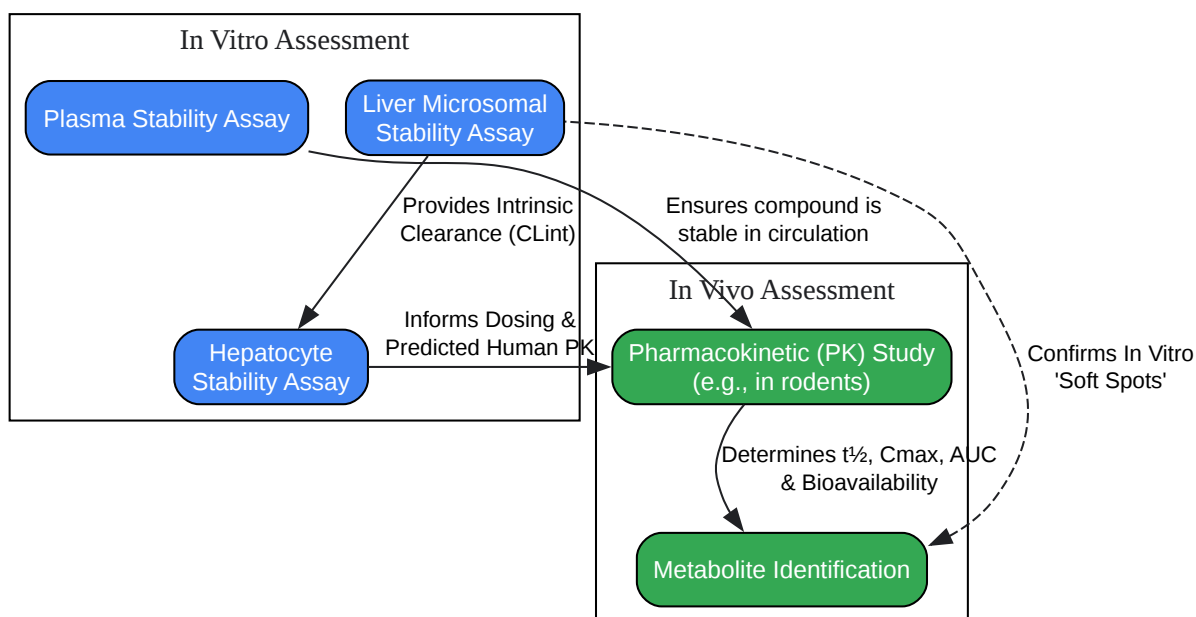 In Vitro Assessment
Plasma Stability Assay
Liver Microsomal
Stability Assay
Provides Intrinsic
Clearance (CLint)
Ensures compound is
stable in circulation
In Vivo Assessment
Hepatocyte
Stability Assay
Informs Dosing &
Predicted Human PK
Pharmacokinetic (PK) Study
(e.g., in rodents)
Confirms In Vitro
'Soft Spots'
Determines t½, Cmax, AUC
& Bioavailability
Metabolite Identification